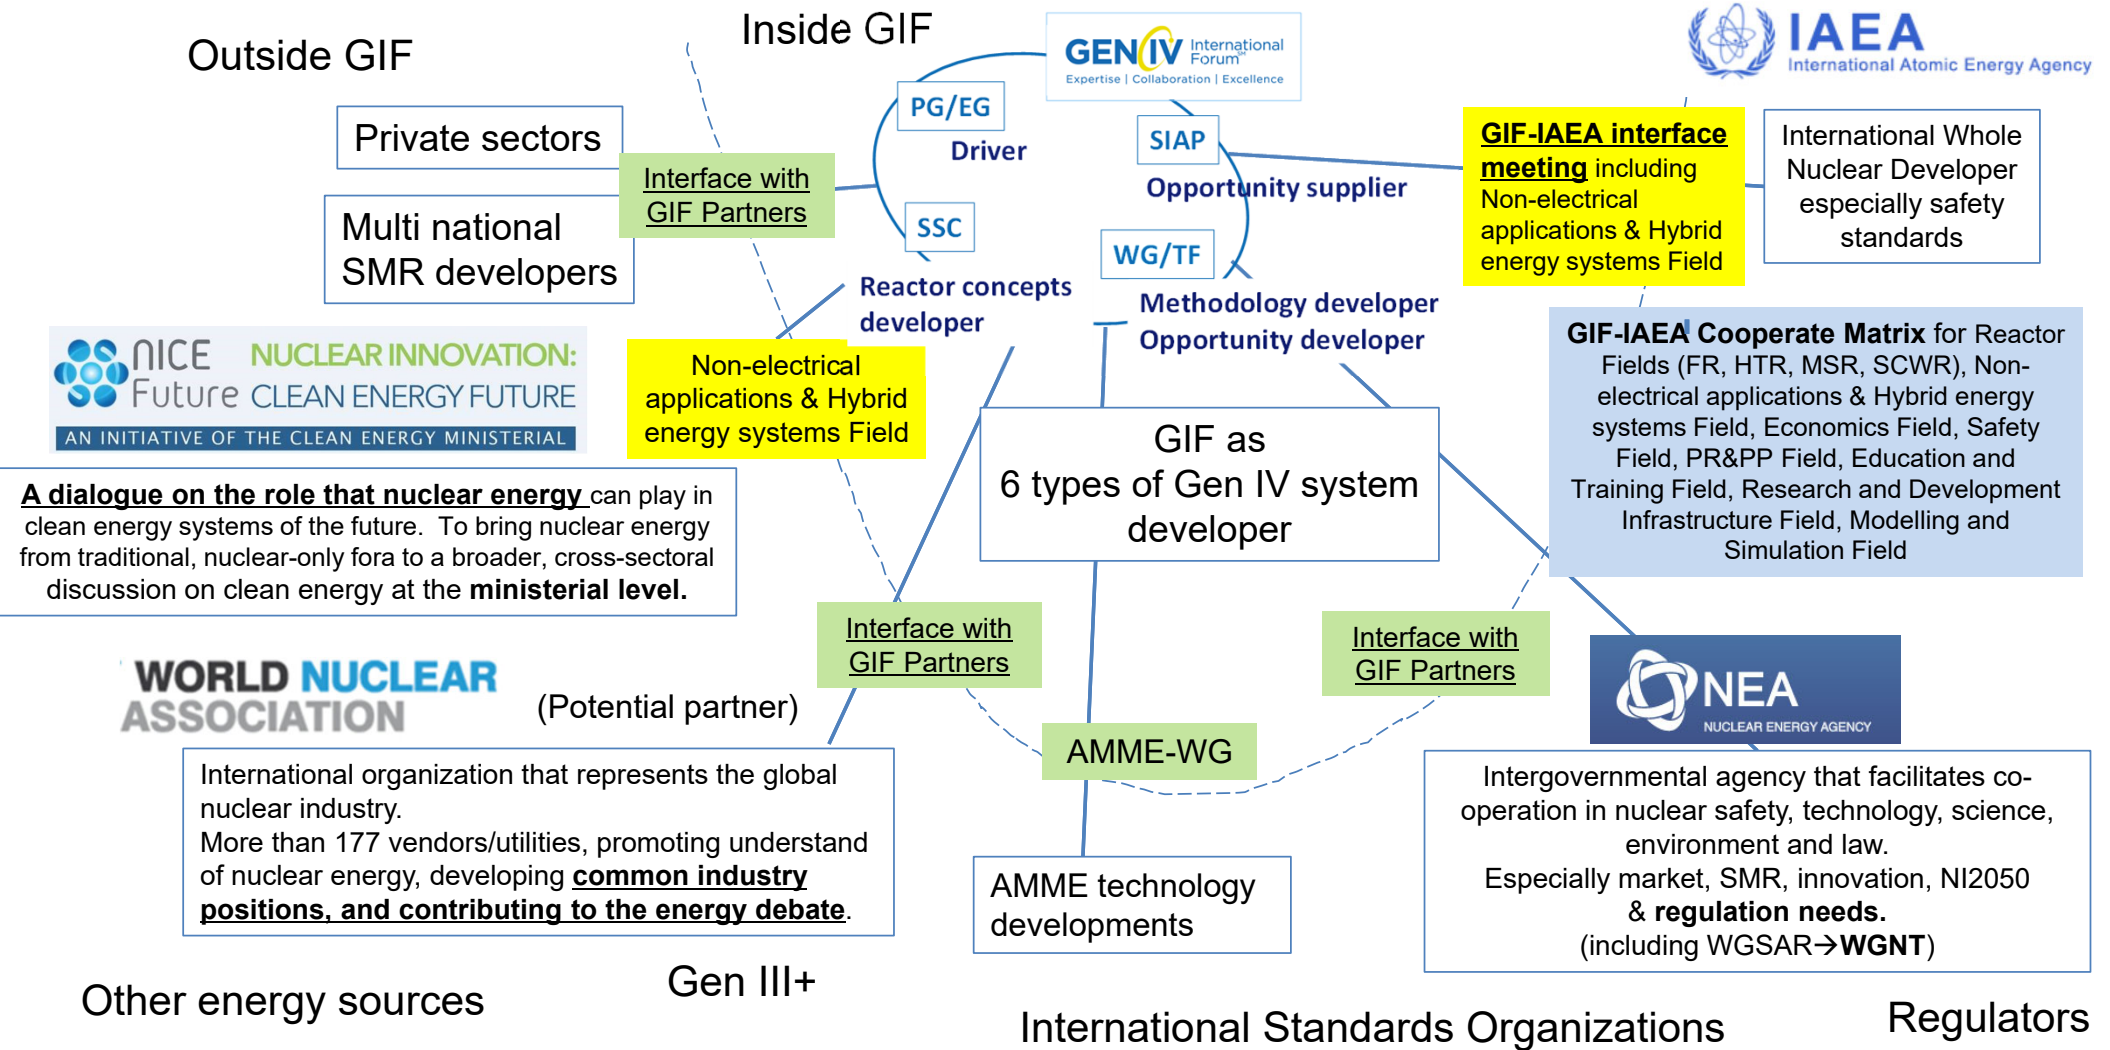 Outside GIF
Inside GIF
GEN IV International
Forum℠
Expertise | Collaboration | Excellence
IAEA
International Atomic Energy Agency
PG/EG
Driver
SIAP
Opportunity supplier
SSC
Reactor concepts
developer
WG/TF
Methodology developer
Opportunity developer
Private sectors
Multi national
SMR developers
Interface with
GIF Partners
GIF-IAEA interface
meeting including
Non-electrical
applications & Hybrid
energy systems Field
International Whole
Nuclear Developer
especially safety
standards
NICE
Future
NUCLEAR INNOVATION:
CLEAN ENERGY FUTURE
AN INITIATIVE OF THE CLEAN ENERGY MINISTERIAL
Non-electrical
applications & Hybrid
energy systems Field
GIF as
6 types of Gen IV system
developer
GIF-IAEA Cooperate Matrix for Reactor
Fields (FR, HTR, MSR, SCWR), Non-
electrical applications & Hybrid energy
systems Field, Economics Field, Safety
Field, PR&PP Field, Education and
Training Field, Research and Development
Infrastructure Field, Modelling and
Simulation Field
A dialogue on the role that nuclear energy can play in
clean energy systems of the future. To bring nuclear energy
from traditional, nuclear-only fora to a broader, cross-sectoral
discussion on clean energy at the ministerial level.
Interface with
GIF Partners
Interface with
GIF Partners
WORLD NUCLEAR
ASSOCIATION
(Potential partner)
AMME-WG
NEA
NUCLEAR ENERGY AGENCY
International organization that represents the global
nuclear industry.
More than 177 vendors/utilities, promoting understand
of nuclear energy, developing common industry
positions, and contributing to the energy debate.
AMME technology
developments
Intergovernmental agency that facilitates co-
operation in nuclear safety, technology, science,
environment and law.
Especially market, SMR, innovation, NI2050
& regulation needs.
(including WGSAR→WGNT)
Other energy sources
Gen III+
International Standards Organizations
Regulators